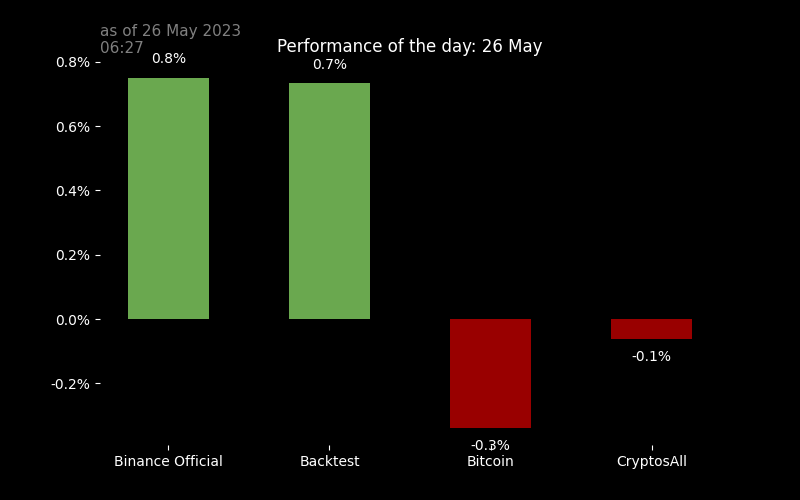 as of 26 May 2023
06:27
Performance of the day: 26 May
0.8%
0.6%
0.4%
0.2%
0.0%
-0.2%
0.8%
0.7%
-0.3%
-0.1%
Binance Official
Backtest
Bitcoin
CryptosAll